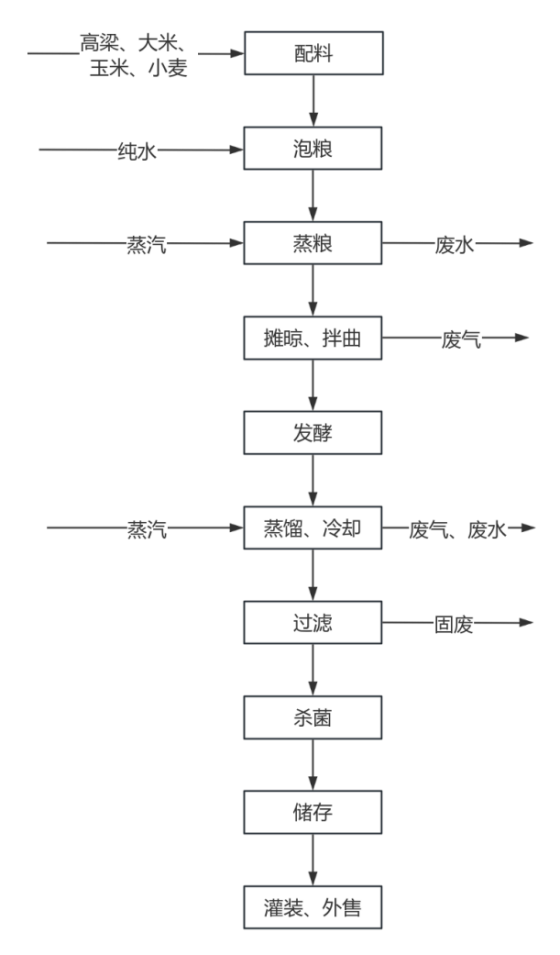 高梁、大米、
玉米、小麦
配料
纯水
泡粮
蒸汽
蒸粮
废水
摊晾、拌曲
废气
发酵
蒸汽
蒸馏、冷却
废气、废水
过滤
固废
杀菌
储存
灌装、外售